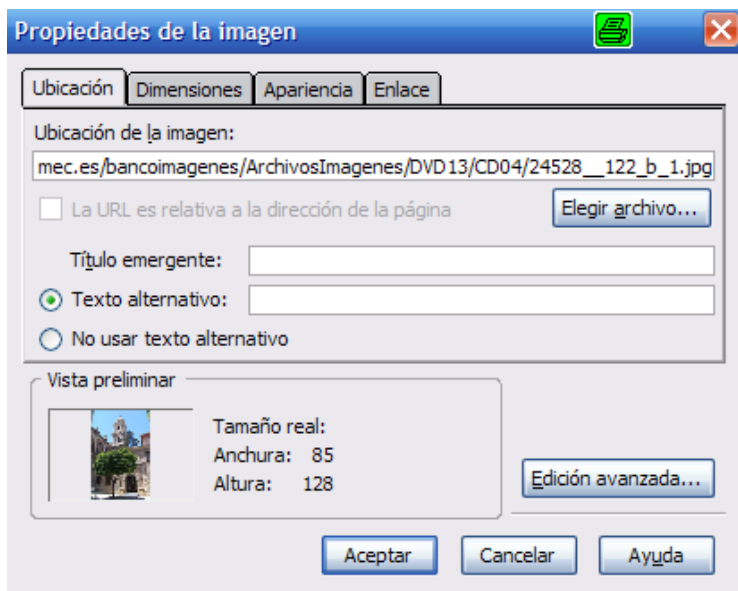 Propiedades de la imagen
Ubicación Dimensiones Apariencia Enlace
Ubicación de la imagen:
mec.es/bancoimagenes/ArchivosImagenes/DVD13/CD04/24528__122_b_1.jpg
La URL es relativa a la dirección de la página Elegir archivo...
Título emergente:
Texto alternativo:
No usar texto alternativo
Vista preliminar
Tamaño real:
Anchura: 85
Altura: 128
Edición avanzada...
Aceptar Cancelar Ayuda